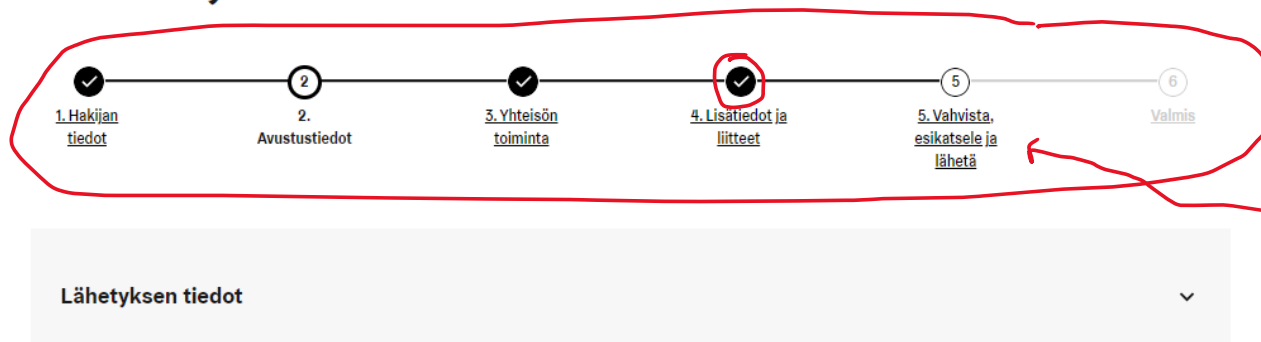 2
5
6
1. Hakijan
tiedot
2.
Avustustiedot
3. Yhteisön
toiminta
4. Lisätiedot ja
liitteet
5. Vahvista,
esikatsele ja
lähetä
Valmis
Lähetyksen tiedot